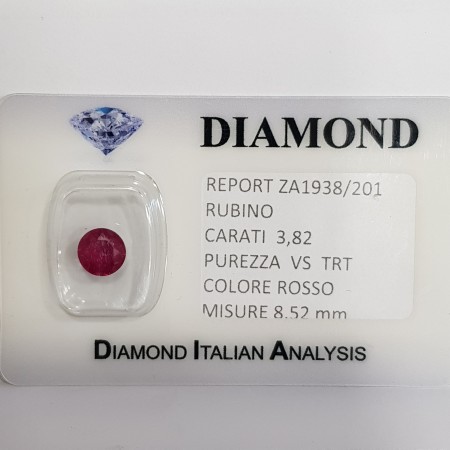 DIAMOND
REPORT ZA1938/201
RUBINO
CARATI 3,82
PUREZZA VS TRT
COLORE ROSSO
MISURE 8.52 mm
DIAMOND ITALIAN ANALYSIS